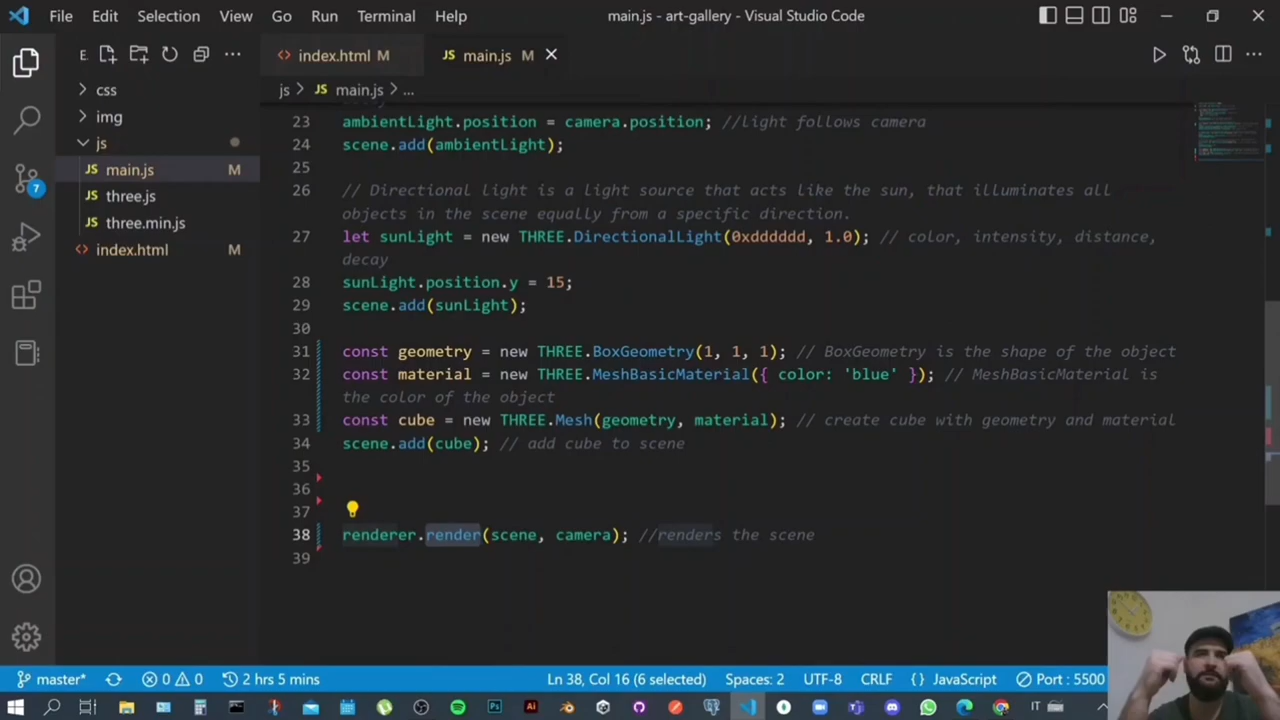 File Edit Selection View Go Run Terminal Help main.js - art-gallery - Visual Studio Code
E.
index.html M
JS main.js M
css
img
js
JS main.js M
JS three.js
JS three.min.js
index.html M
7
js > JS main.js > ...
23 ambientLight.position = camera.position; //light follows camera
24 scene.add(ambientLight);
25
26 // Directional light is a light source that acts like the sun, that illuminates all
objects in the scene equally from a specific direction.
27 let sunLight = new THREE.DirectionalLight(0xdddddd, 1.0); // color, intensity, distance,
decay
28 sunLight.position.y = 15;
29 scene.add(sunLight);
30
31 const geometry = new THREE.BoxGeometry(1, 1, 1); // BoxGeometry is the shape of the object
32 const material = new THREE.MeshBasicMaterial({ color: 'blue' }); // MeshBasicMaterial is
the color of the object
33 const cube = new THREE.Mesh(geometry, material); // create cube with geometry and material
34 scene.add(cube); // add cube to scene
35
36
37
38 renderer.render(scene, camera); //renders the scene
39
master* 0 0 2 hrs 5 mins Ln 38, Col 16 (6 selected) Spaces: 2 UTF-8 CRLF {} JavaScript Port : 5500
Ps Ai IT